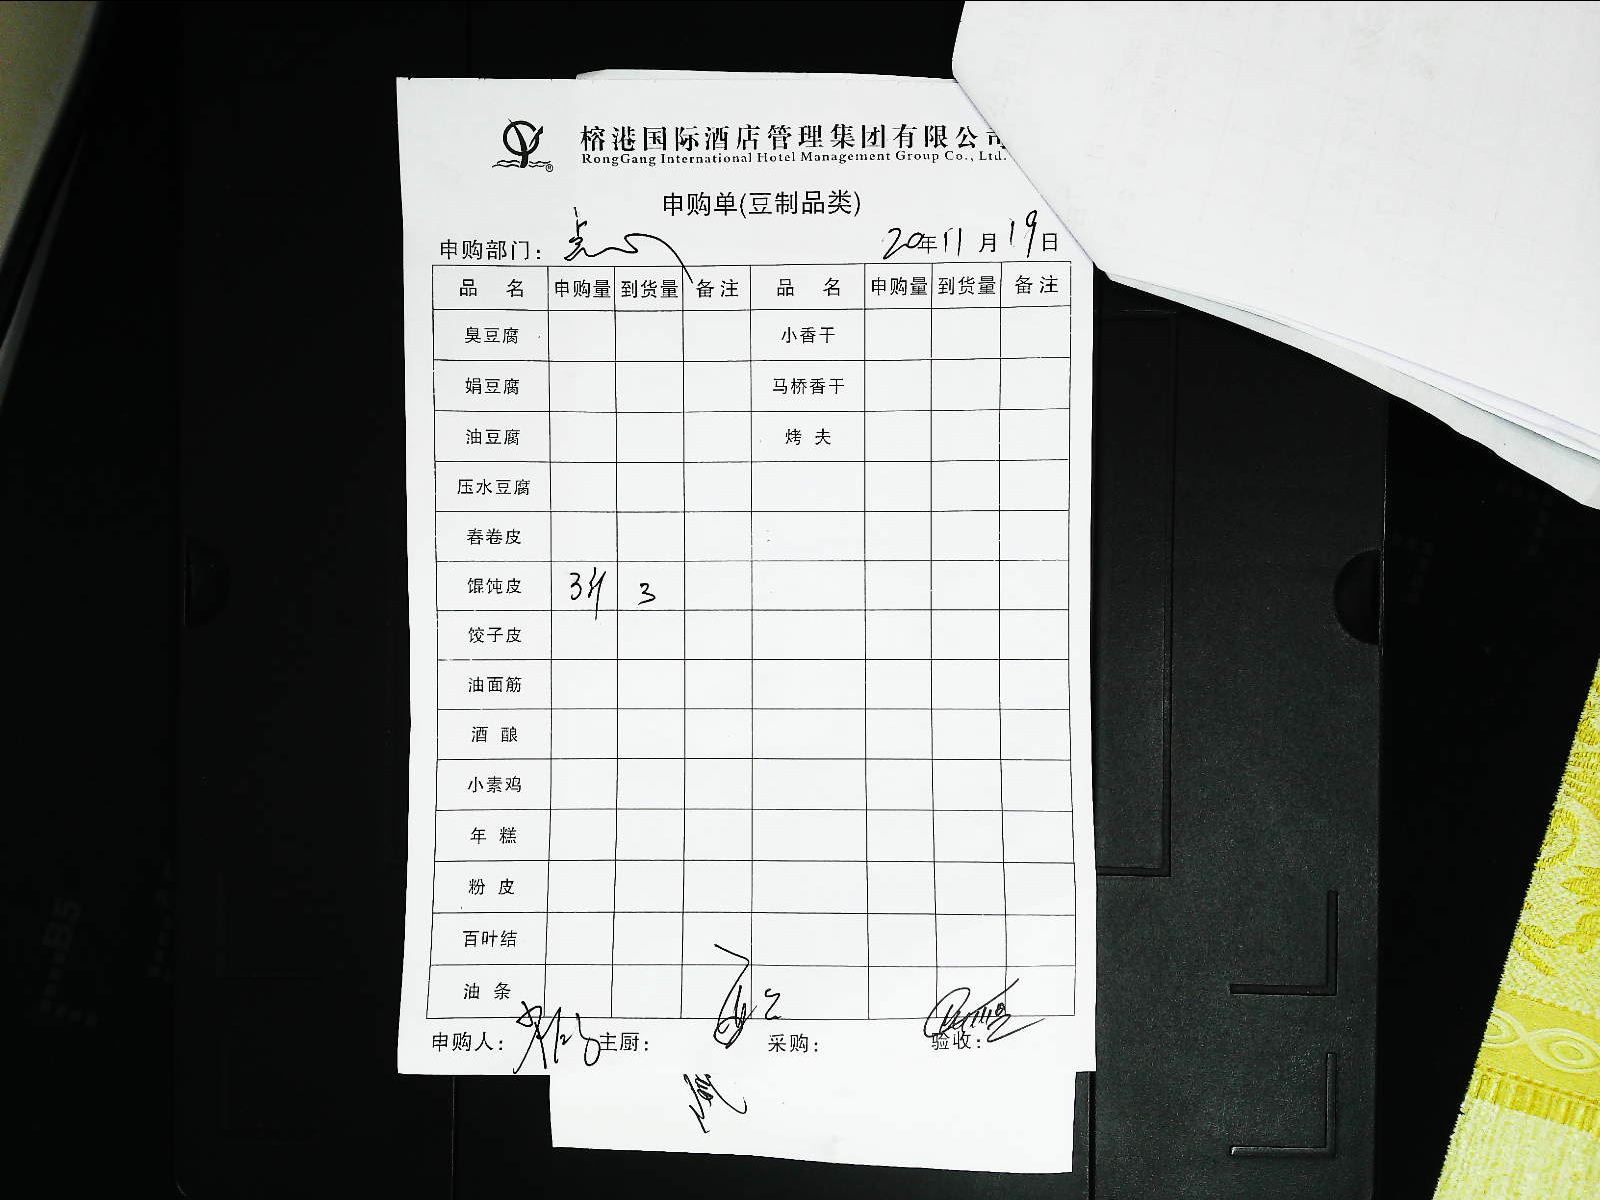 榕港国际酒店管理集团有限公司
RongGang International Hotel Management Group Co., Ltd.
申购单(豆制品类)
申购部门: 点心 20年11月19日
品 名 申购量 到货量 备注 品 名 申购量 到货量 备注
臭豆腐 小香干
娟豆腐 马桥香干
油豆腐 烤 夫
压水豆腐
春卷皮
馄饨皮 3斤 3
饺子皮
油面筋
酒 酿
小素鸡
年 糕
粉 皮
百叶结
油 条
申购人: 主厨: 采购: 验收:
B5